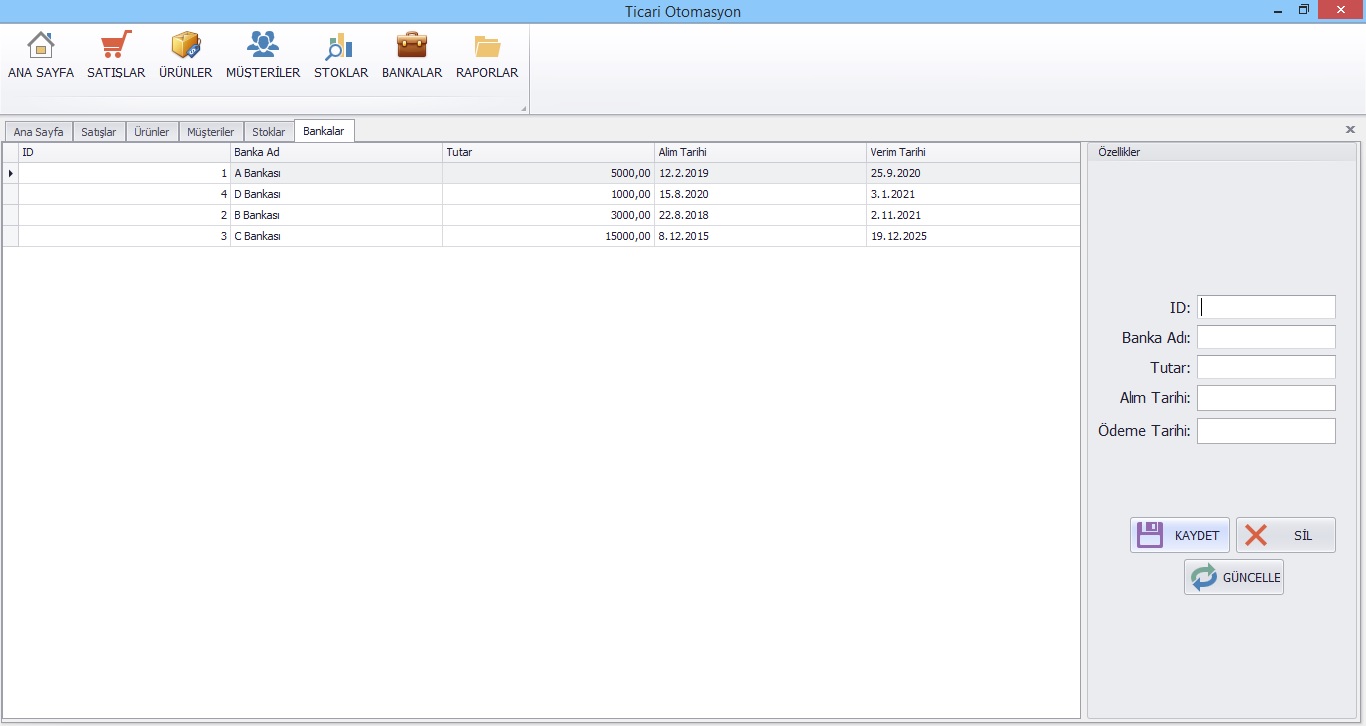 Ticari Otomasyon
ANA SAYFA SATIŞLAR ÜRÜNLER MÜŞTERİLER STOKLAR BANKALAR RAPORLAR
Ana Sayfa Satışlar Ürünler Müşteriler Stoklar Bankalar
ID Banka Ad Tutar Alim Tarihi Verim Tarihi
1 A Bankası 5000,00 12.2.2019 25.9.2020
4 D Bankası 1000,00 15.8.2020 3.1.2021
2 B Bankası 3000,00 22.8.2018 2.11.2021
3 C Bankası 15000,00 8.12.2015 19.12.2025
Özellikler
ID:
Banka Adı:
Tutar:
Alım Tarihi:
Ödeme Tarihi:
KAYDET SİL
GÜNCELLE